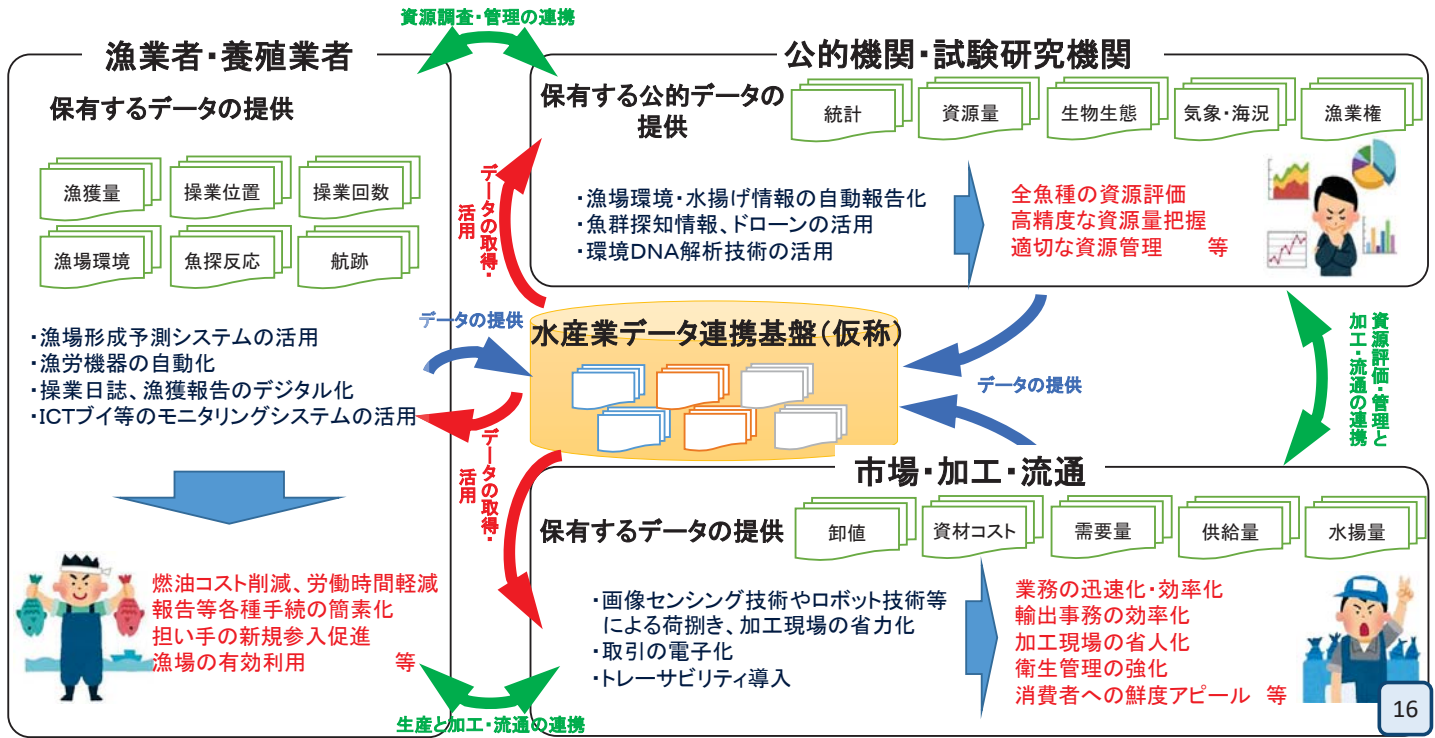 資源調査・管理の連携
漁業者・養殖業者
保有するデータの提供
漁獲量
操業位置
操業回数
漁場環境
魚探反応
航跡
・漁場形成予測システムの活用
・漁労機器の自動化
・操業日誌、漁獲報告のデジタル化
・ICTブイ等のモニタリングシステムの活用
燃油コスト削減、労働時間軽減
報告等各種手続の簡素化
担い手の新規参入促進
漁場の有効利用　　　等
公的機関・試験研究機関
保有する公的データの
提供
統計
資源量
生物生態
気象・海況
漁業権
・漁場環境・水揚げ情報の自動報告化
・魚群探知情報、ドローンの活用
・環境DNA解析技術の活用
全魚種の資源評価
高精度な資源量把握
適切な資源管理　　等
データの取得・
活用
データの提供
水産業データ連携基盤（仮称）
データの提供
データの取得・
活用
資源評価・管理と
加工・流通の連携
市場・加工・流通
保有するデータの提供
卸値
資材コスト
需要量
供給量
水揚量
・画像センシング技術やロボット技術等
による荷捌き、加工現場の省力化
・取引の電子化
・トレーサビリティ導入
業務の迅速化・効率化
輸出事務の効率化
加工現場の省人化
衛生管理の強化
消費者への鮮度アピール　等
生産と加工・流通の連携
16